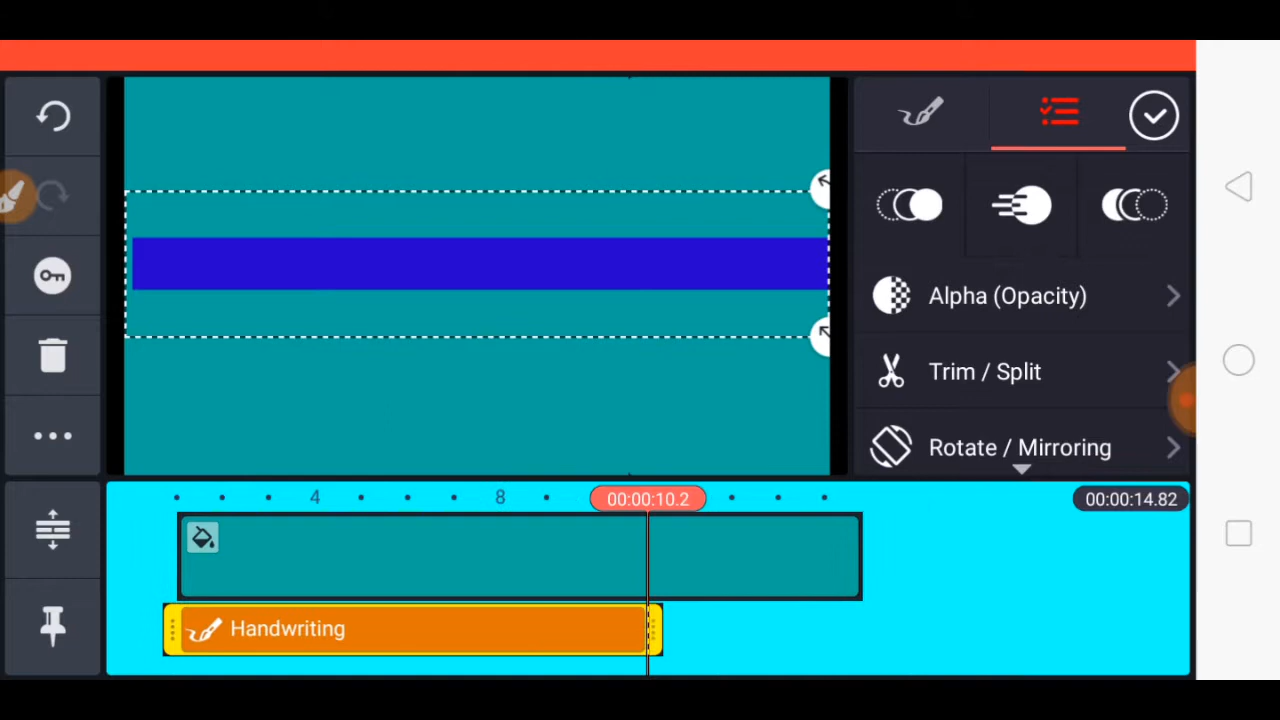 Alpha (Opacity)
Trim / Split
Rotate / Mirroring
4
8
00:00:10.2
00:00:14.82
Handwriting